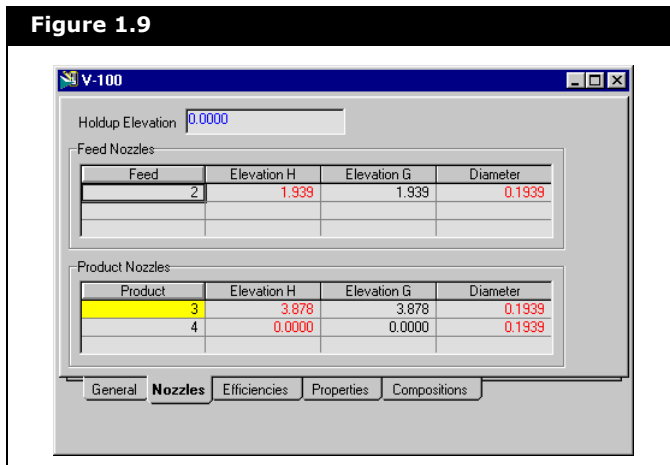 Figure 1.9
V-100
Holdup Elevation 0.0000
Feed Nozzles
Feed Elevation H Elevation G Diameter
2 1.939 1.939 0.1939
Product Nozzles
Product Elevation H Elevation G Diameter
3 3.878 3.878 0.1939
4 0.0000 0.0000 0.1939
General Nozzles Efficiencies Properties Compositions